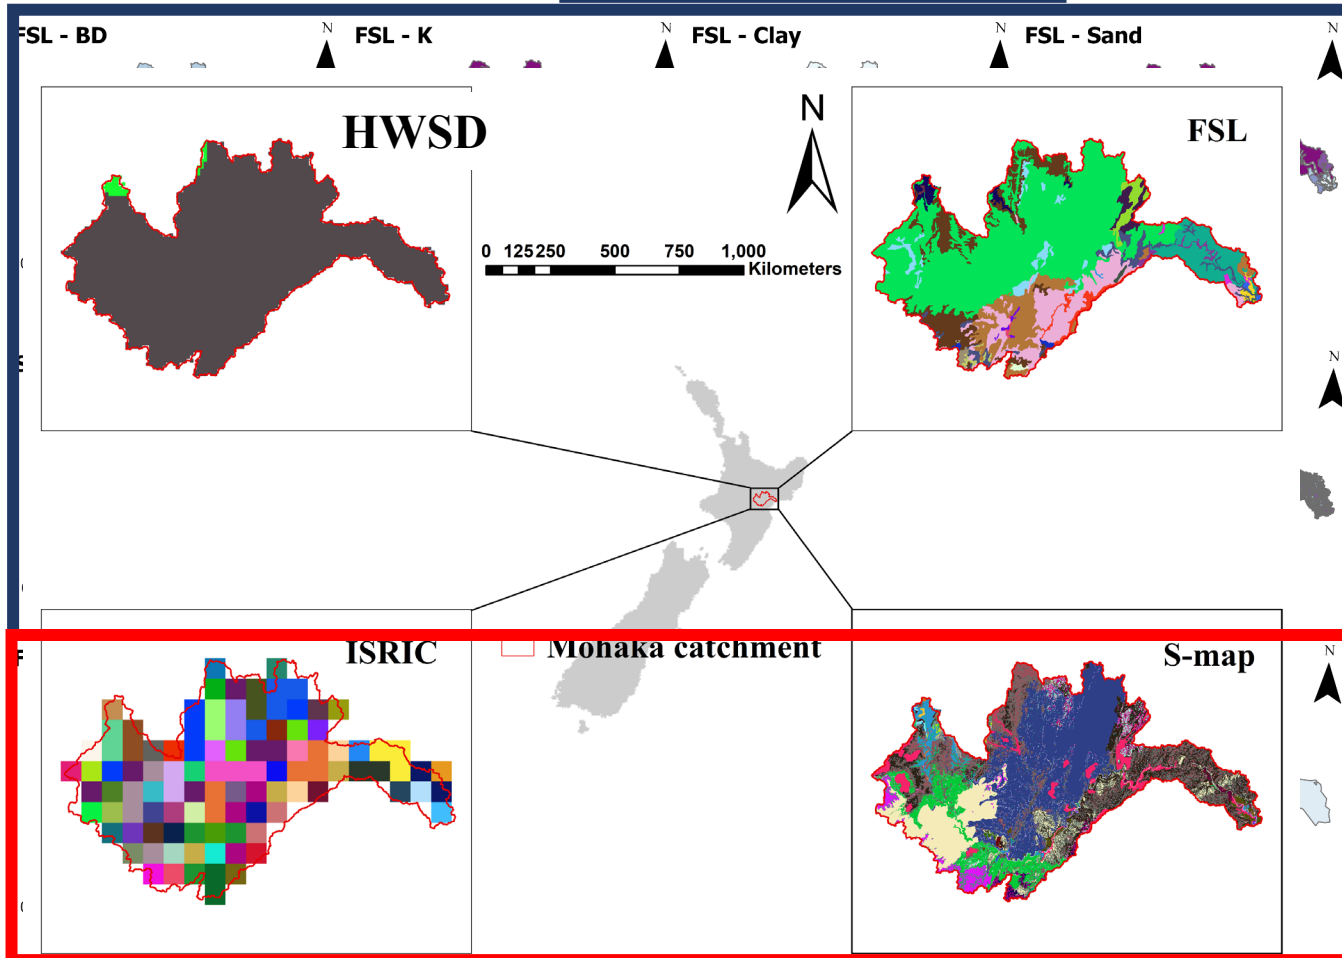 FSL - BD
N
FSL - K
N
FSL - Clay
N
FSL - Sand
N
HWSD
N
FSL
0 125 250 500 750 1,000
Kilometers
N
ISRIC
Mohaka catchment
S-map
N